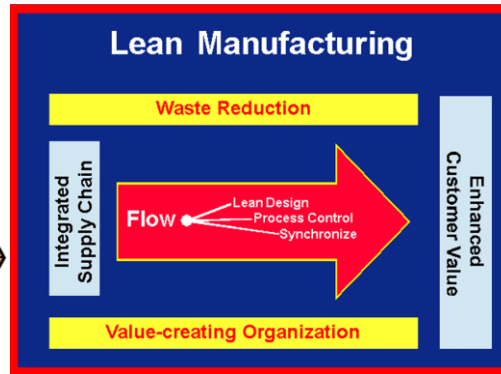 Lean Manufacturing
Waste Reduction
Integrated
Supply Chain
Flow
Lean Design
Process Control
Synchronize
Enhanced
Customer Value
Value-creating Organization